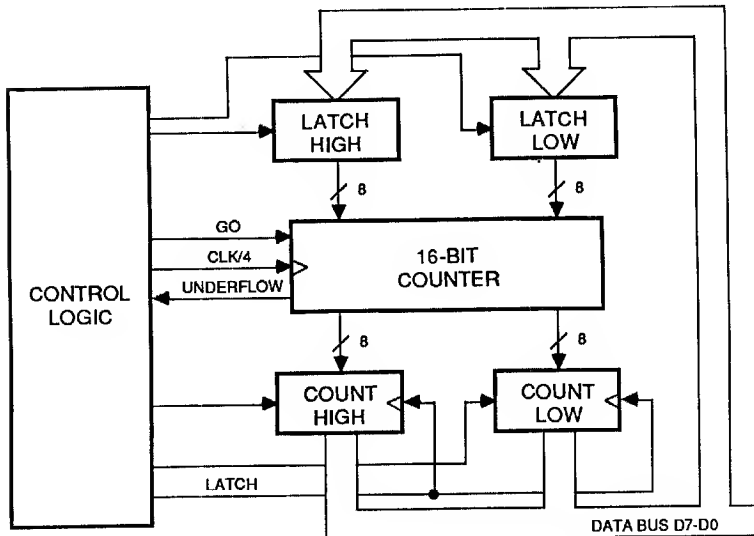 LATCH
HIGH
LATCH
LOW
8
8
GO
CLK/4
UNDERFLOW
16-BIT
COUNTER
CONTROL
LOGIC
8
8
COUNT
HIGH
COUNT
LOW
LATCH
DATA BUS D7-D0